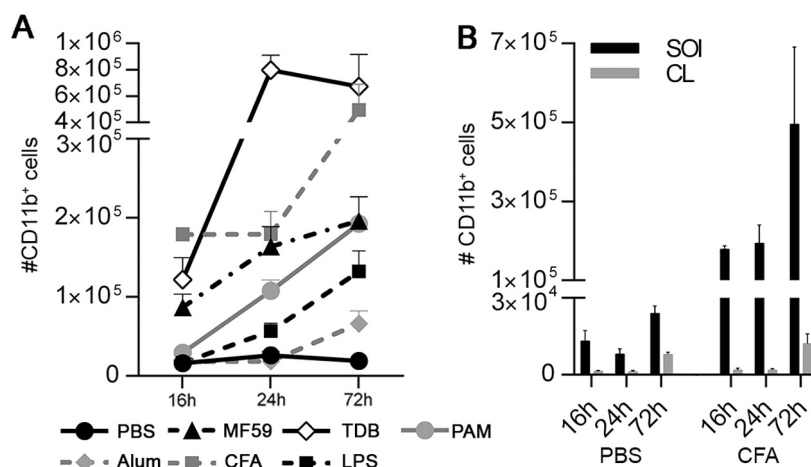 A
#CD11b⁺ cells
1×10⁶
8×10⁵
6×10⁵
4×10⁵
3×10⁵
2×10⁵
1×10⁵
0
16h 24h 72h
PBS MF59 TDB PAM
Alum CFA LPS
B
# CD11b⁺ cells
7×10⁵
5×10⁵
3×10⁵
1×10⁵
3×10⁴
0
SOI
CL
16h 24h 72h 16h 24h 72h
PBS CFA